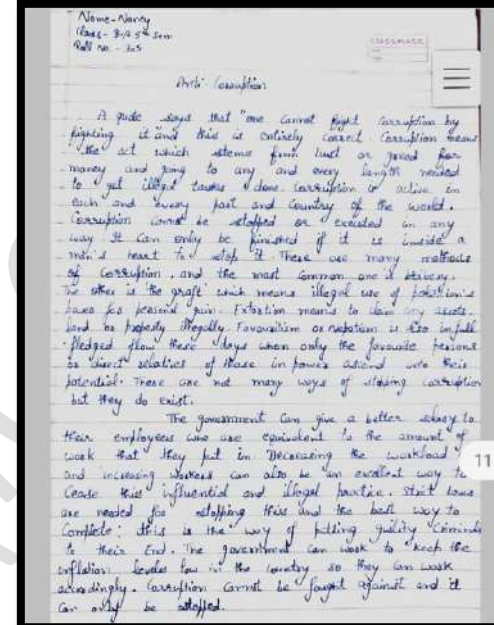 Name - Nancy
Class - B.A 5th Sem
Roll no. - 305
classmate
Anti Corruption
A quote says that "one cannot fight corruption by
fighting it" and this is entirely correct. Corruption means
the act which stems from lust or greed for
money and going to any and every length needed
to get illegal tasks done. Corruption is active in
each and every part and country of the world.
Corruption cannot be stopped or executed in any
way. It can only be finished if it is inside a
man's heart to stop it. There are many methods
of corruption, and the most common one is bribery.
The other is the graft which means illegal use of
bases for personal gain. Extortion means to claim any assets,
land or property illegally. Favouritism or nepotism is also in full
fledged flow these days when only the favourite persons
or direct relatives of those in power ascend unto their
potential. There are not many ways of stopping corruption
but they do exist.
The government can give a better salary to
their employees who are equivalent to the amount of
work that they put in. Decreasing the workload
and increasing workers can also be an excellent way to
cease this influential and illegal practice. Strict laws
are needed for stopping this and the best way to
Complete; this is the way of putting guilty
to their End. The government can work to keep the
inflation levels low in the country so they can work
accordingly. Corruption cannot be fought against and it
can only be stopped.
11